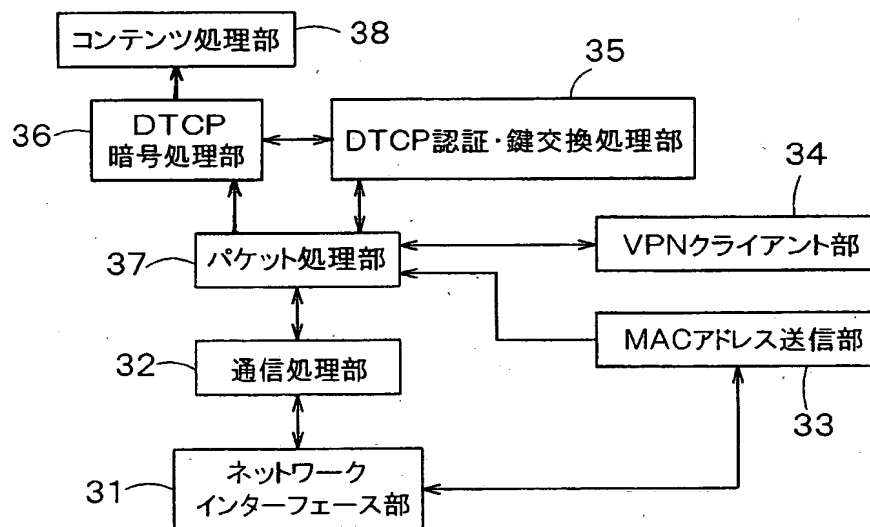 コンテンツ処理部
38
35
36
DTCP
暗号処理部
DTCP認証・鍵交換処理部
34
37
パケット処理部
VPNクライアント部
32
通信処理部
MACアドレス送信部
33
31
ネットワーク
インターフェース部